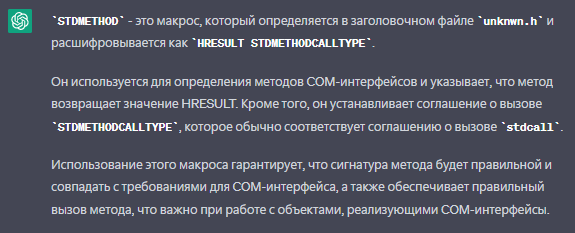 `STDMETHOD` - это макрос, который определяется в заголовочном файле `unknwn.h` и
расшифровывается как `HRESULT STDMETHODCALLTYPE`.
Он используется для определения методов COM-интерфейсов и указывает, что метод
возвращает значение HRESULT. Кроме того, он устанавливает соглашение о вызове
`STDMETHODCALLTYPE`, которое обычно соответствует соглашению о вызове `stdcall`.
Использование этого макроса гарантирует, что сигнатура метода будет правильной и
совпадать с требованиями для COM-интерфейса, а также обеспечивает правильный
вызов метода, что важно при работе с объектами, реализующими COM-интерфейсы.